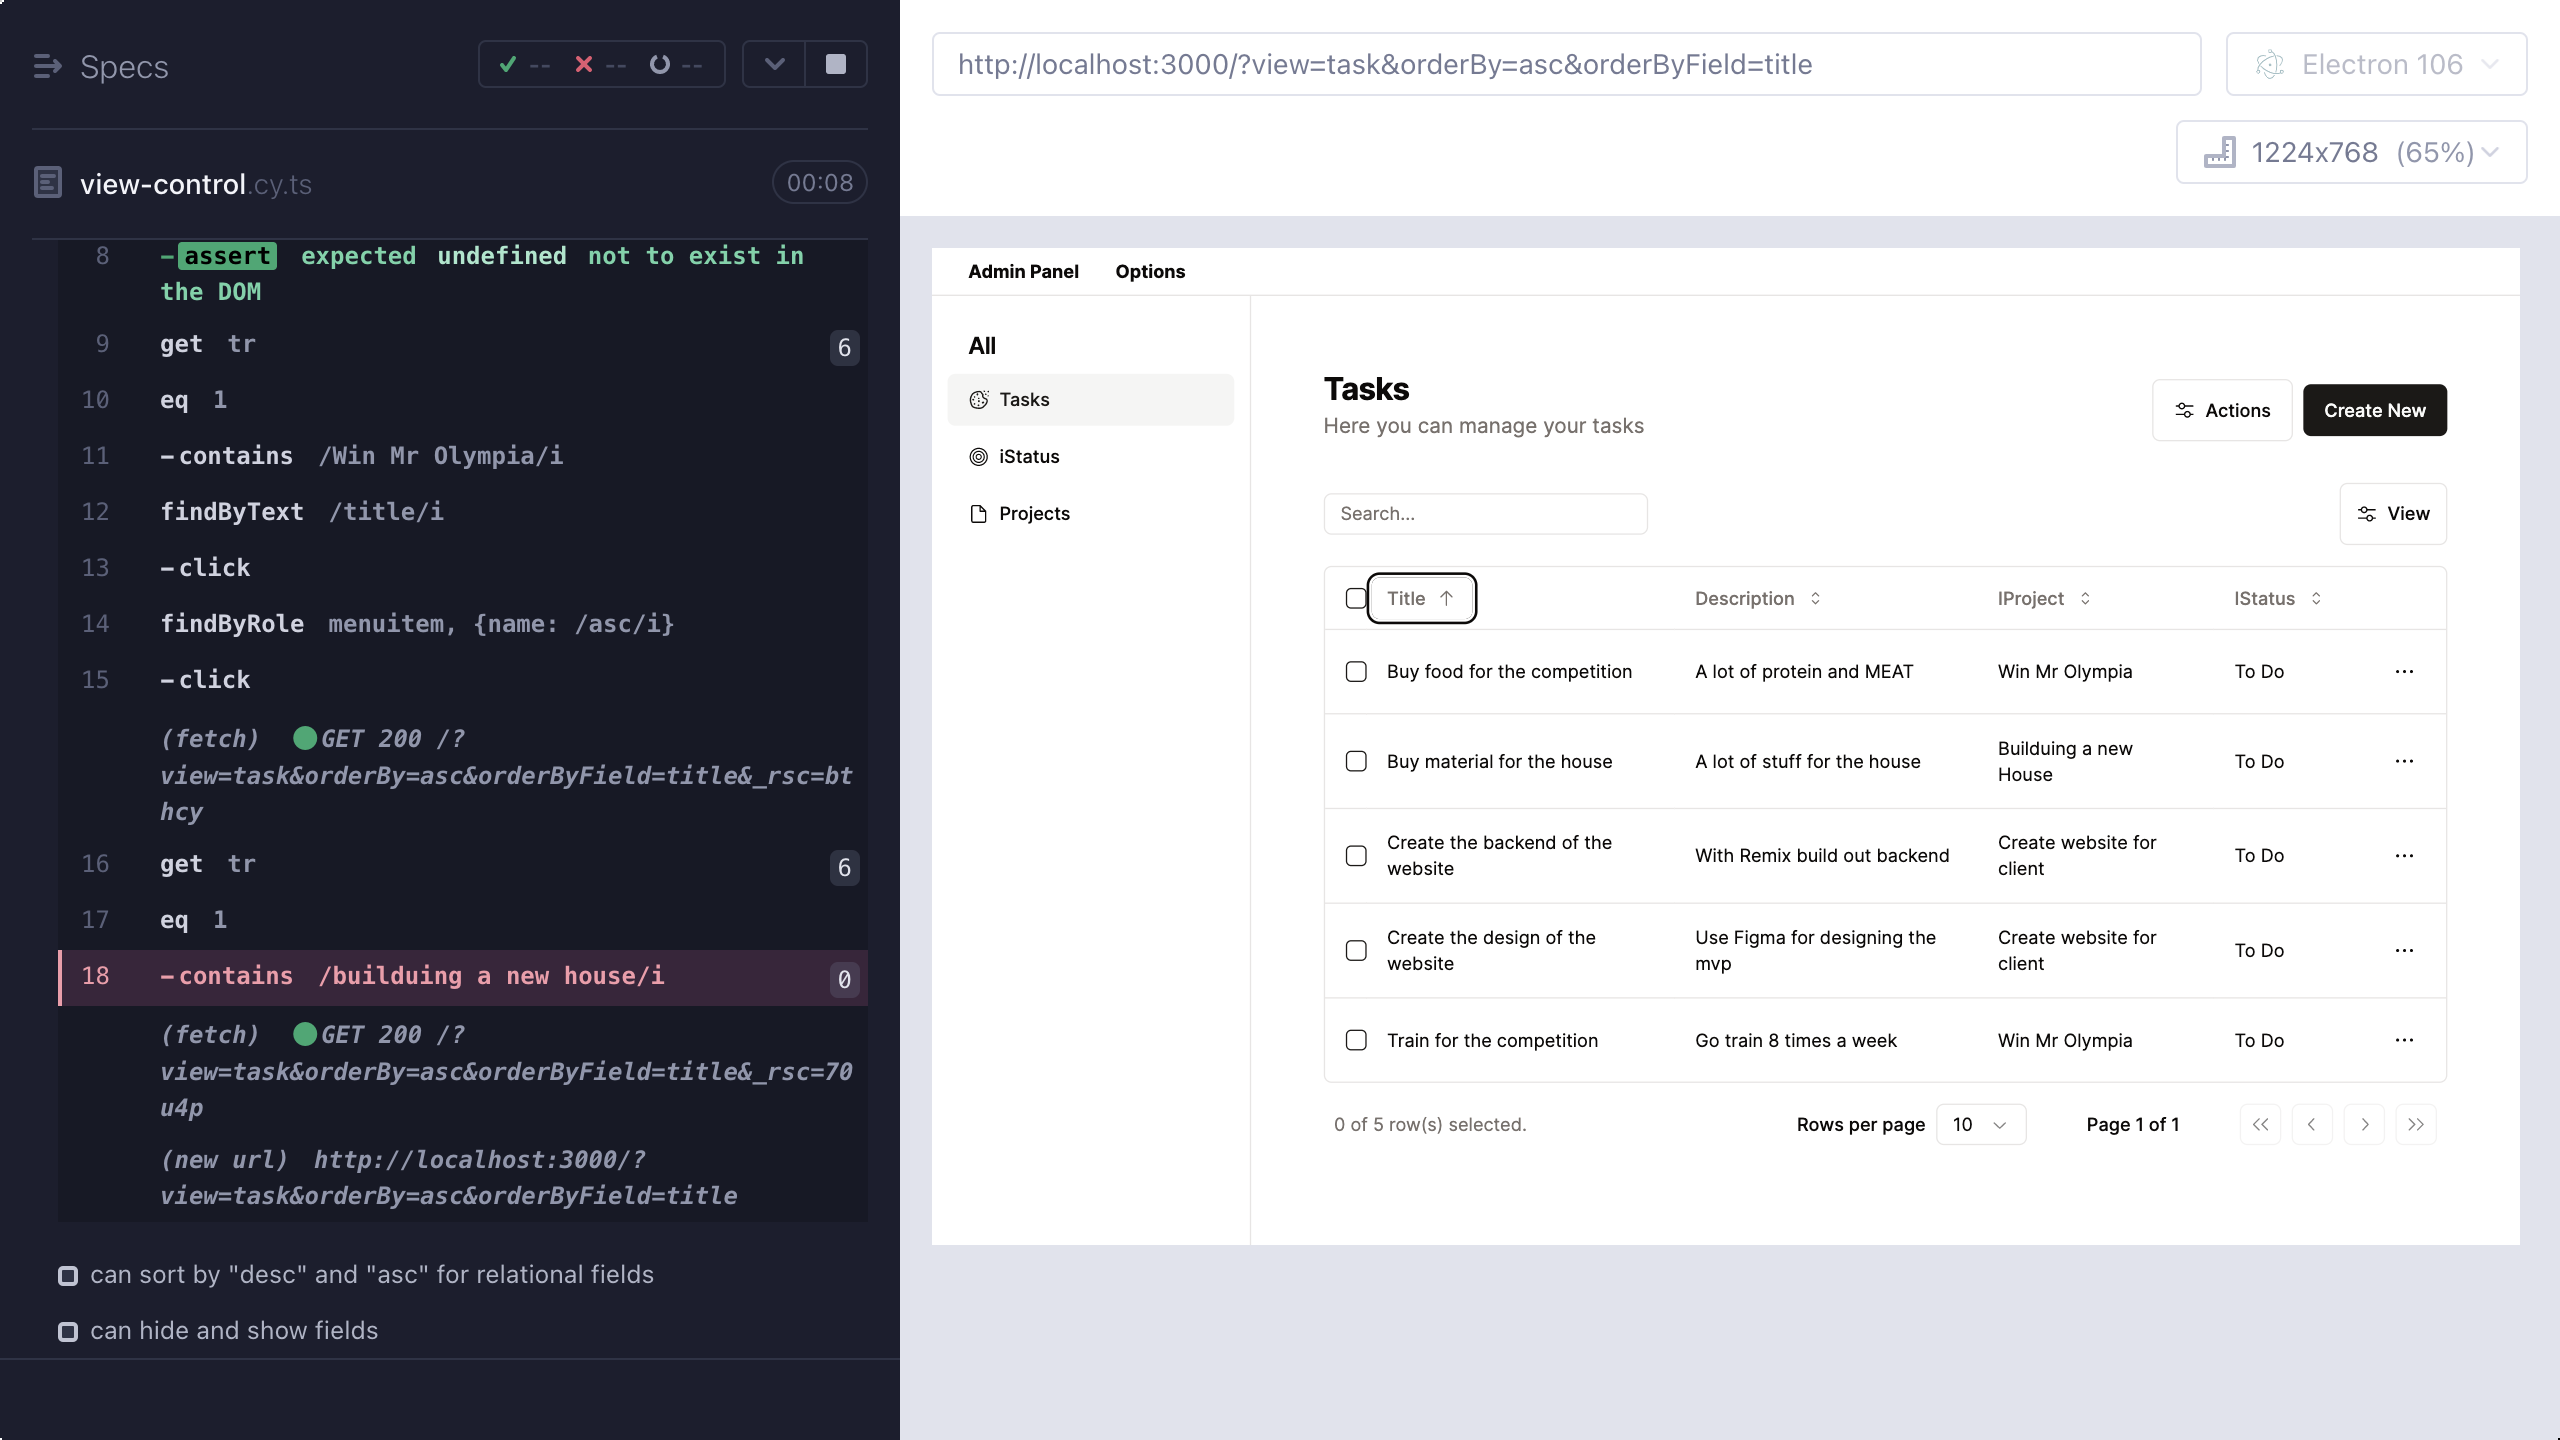 Specs
-- -- --
view-control.cy.ts
00:08
8 -assert expected undefined not to exist in
the DOM
9 get tr 6
10 eq 1
11 -contains /Win Mr Olympia/i
12 findByText /title/i
13 -click
14 findByRole menuitem, {name: /asc/i}
15 -click
(fetch) GET 200 /?
view=task&orderBy=asc&orderByField=title&_rsc=bt
hcy
16 get tr 6
17 eq 1
18 -contains /builduing a new house/i 0
(fetch) GET 200 /?
view=task&orderBy=asc&orderByField=title&_rsc=70
u4p
(new url) http://localhost:3000/?
view=task&orderBy=asc&orderByField=title
can sort by "desc" and "asc" for relational fields
can hide and show fields
http://localhost:3000/?view=task&orderBy=asc&orderByField=title
Electron 106
1224x768 (65%)
Admin Panel Options
All
Tasks
iStatus
Projects
Tasks
Here you can manage your tasks
Actions
Create New
Search...
View
Title Description IProject IStatus
Buy food for the competition A lot of protein and MEAT Win Mr Olympia To Do ...
Buy material for the house A lot of stuff for the house Builduing a new
House To Do ...
Create the backend of the
website With Remix build out backend Create website for
client To Do ...
Create the design of the
website Use Figma for designing the
mvp Create website for
client To Do ...
Train for the competition Go train 8 times a week Win Mr Olympia To Do ...
0 of 5 row(s) selected.
Rows per page 10
Page 1 of 1